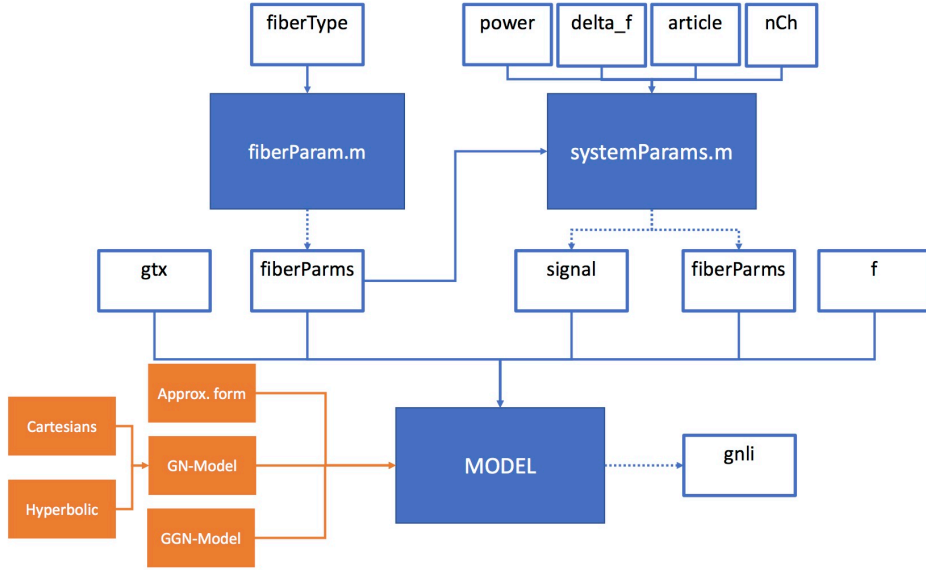 fiberType
power
delta_f
article
nCh
fiberParam.m
systemParams.m
gtx
fiberParms
signal
fiberParms
f
Approx. form
Cartesians
GN-Model
MODEL
gnli
Hyperbolic
GGN-Model